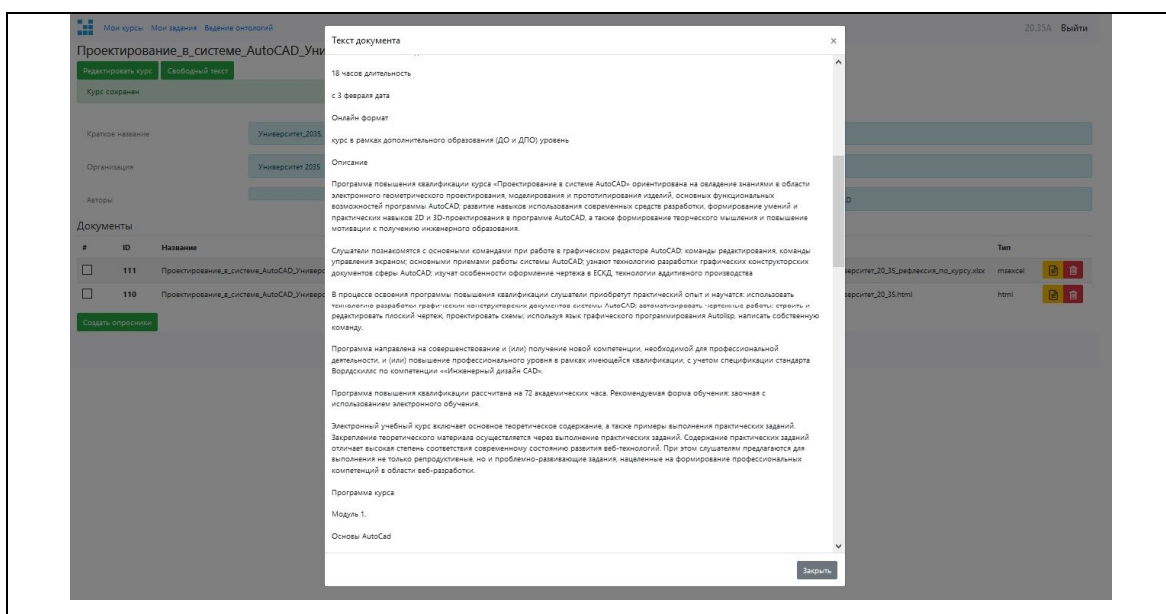 Мои курсы Мои задания Ведение онтологий
20.35А Выйти
Проектирование_в_системе_AutoCAD_Уни
Редактировать курс Свободный текст
Курс сохранен
Краткое название Университет_2035,
Организация Университет 2035
Авторы
Документы
# ID Название Тип
111 Проектирование_в_системе_AutoCAD_Универс верситет_20_35_рефлексия_по_курсу.xlsx msexcel
110 Проектирование_в_системе_AutoCAD_Универс верситет_20_35.html html
Создать опросники
Текст документа ×
18 часов длительность
с 3 февраля дата
Онлайн формат
курс в рамках дополнительного образования (ДО и ДПО) уровень
Описание
Программа повышения квалификации курса «Проектирование в системе AutoCAD» ориентирована на овладение знаниями в области
электронного геометрического проектирования, моделирования и прототипирования изделий, основных функциональных
возможностей программы AutoCAD; развитие навыков использования современных средств разработки, формирование умений и
практических навыков 2D и 3D-проектирования в программе AutoCAD, а также формирование творческого мышления и повышение
мотивации к получению инженерного образования.
Слушатели познакомятся с основными командами при работе в графическом редакторе AutoCAD: команды редактирования, команды
управления экраном; основными приемами работы системы AutoCAD; узнают технологию разработки графических конструкторских
документов сферы AutoCAD; изучат особенности оформление чертежа в ЕСКД, технологии аддитивного производства
В процессе освоения программы повышения квалификации слушатели приобретут практический опыт и научатся: использовать
технологию разработки графическим конструкторских документов системы AutoCAD; автоматизировать чертежные работы; строить и
редактировать плоский чертеж, проектировать схемы; используя язык графического программирования Autolisp, написать собственную
команду.
Программа направлена на совершенствование и (или) получение новой компетенции, необходимой для профессиональной
деятельности, и (или) повышение профессионального уровня в рамках имеющейся квалификации, с учетом спецификации стандарта
Ворлдскиллс по компетенции ««Инженерный дизайн CAD».
Программа повышения квалификации рассчитана на 72 академических часа. Рекомендуемая форма обучения: заочная с
использованием электронного обучения.
Электронный учебный курс включает основное теоретическое содержание, а также примеры выполнения практических заданий.
Закрепление теоретического материала осуществляется через выполнение практических заданий. Содержание практических заданий
отличает высокая степень соответствия современному состоянию развития веб-технологий. При этом слушателям предлагаются для
выполнения не только репродуктивные, но и проблемно-развивающие задания, нацеленные на формирование профессиональных
компетенций в области веб-разработки.
Программа курса
Модуль 1.
Основы AutoCad
Закрыть